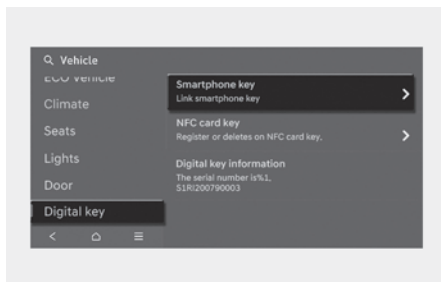 Vehicle
ECO vehicle
Climate
Seats
Lights
Door
Digital key
Smartphone key
Link smartphone key
NFC card key
Register or deletes on NFC card key,
Digital key information
The serial number is%1,
S1RI200790003